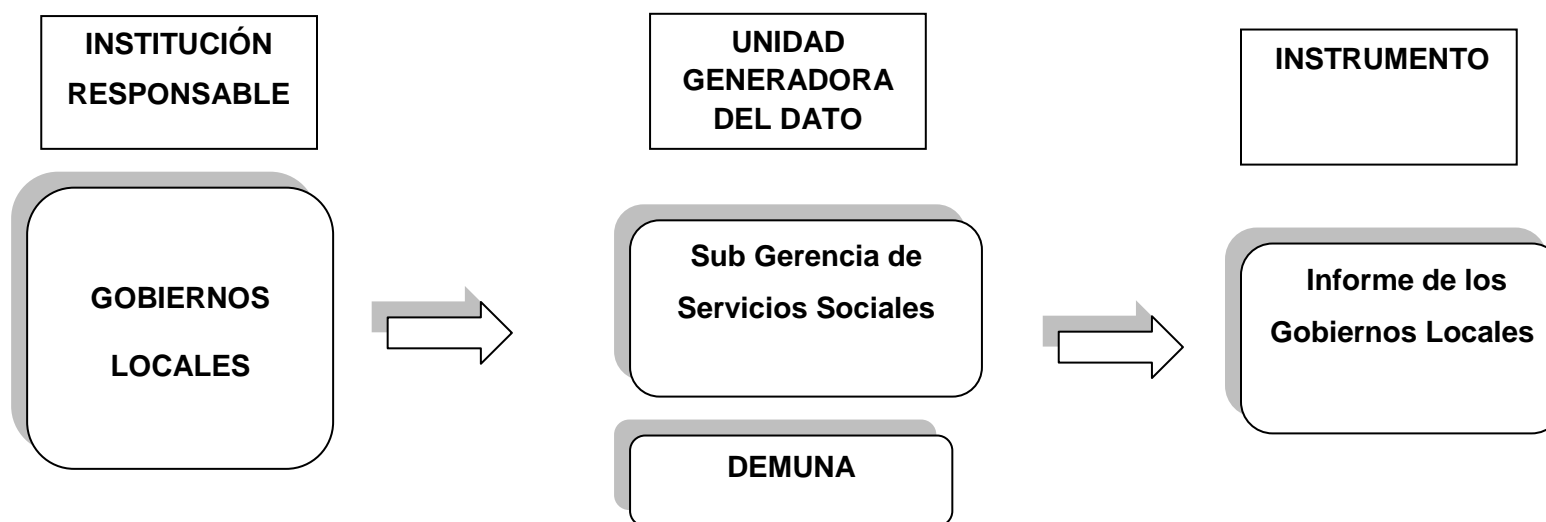 INSTITUCIÓN
RESPONSABLE
UNIDAD
GENERADORA
DEL DATO
INSTRUMENTO
GOBIERNOS
LOCALES
Sub Gerencia de
Servicios Sociales
DEMUNA
Informe de los
Gobiernos Locales